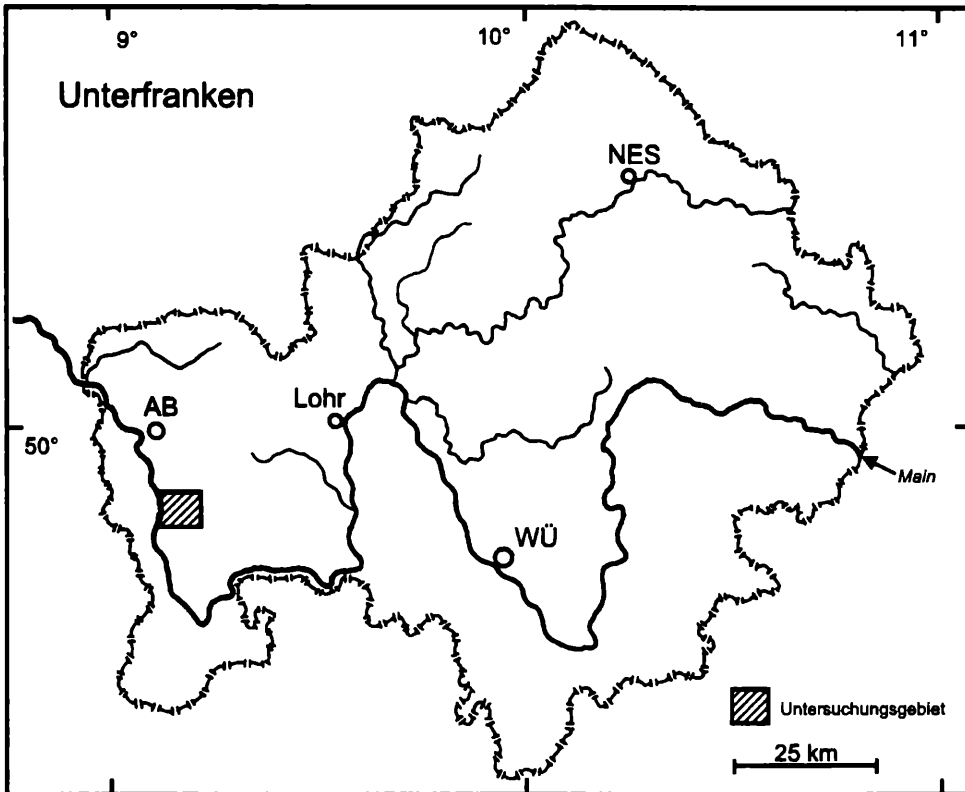 9°
10°
11°
Unterfranken
NES
Lohr
AB
50°
Main
WÜ
Untersuchungsgebiet
25 km